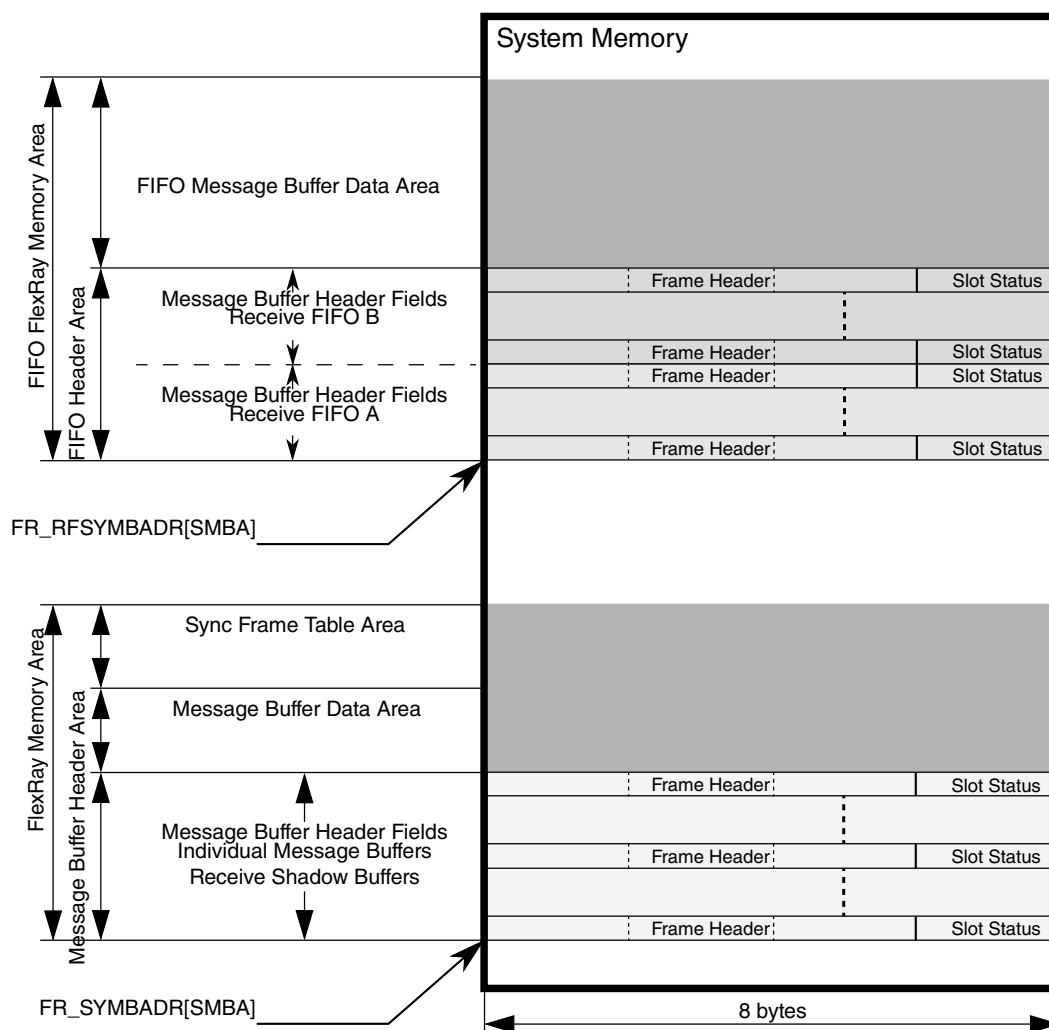 System Memory
FIFO FlexRay Memory Area
FIFO Message Buffer Data Area
FIFO Header Area
Message Buffer Header Fields
Receive FIFO B
Message Buffer Header Fields
Receive FIFO A
Frame Header
Slot Status
Frame Header
Slot Status
Frame Header
Slot Status
Frame Header
Slot Status
FR_RFSYMBADR[SMBA]
FlexRay Memory Area
Sync Frame Table Area
Message Buffer Data Area
Message Buffer Header Area
Message Buffer Header Fields
Individual Message Buffers
Receive Shadow Buffers
Frame Header
Slot Status
Frame Header
Slot Status
Frame Header
Slot Status
FR_SYMBADR[SMBA]
8 bytes